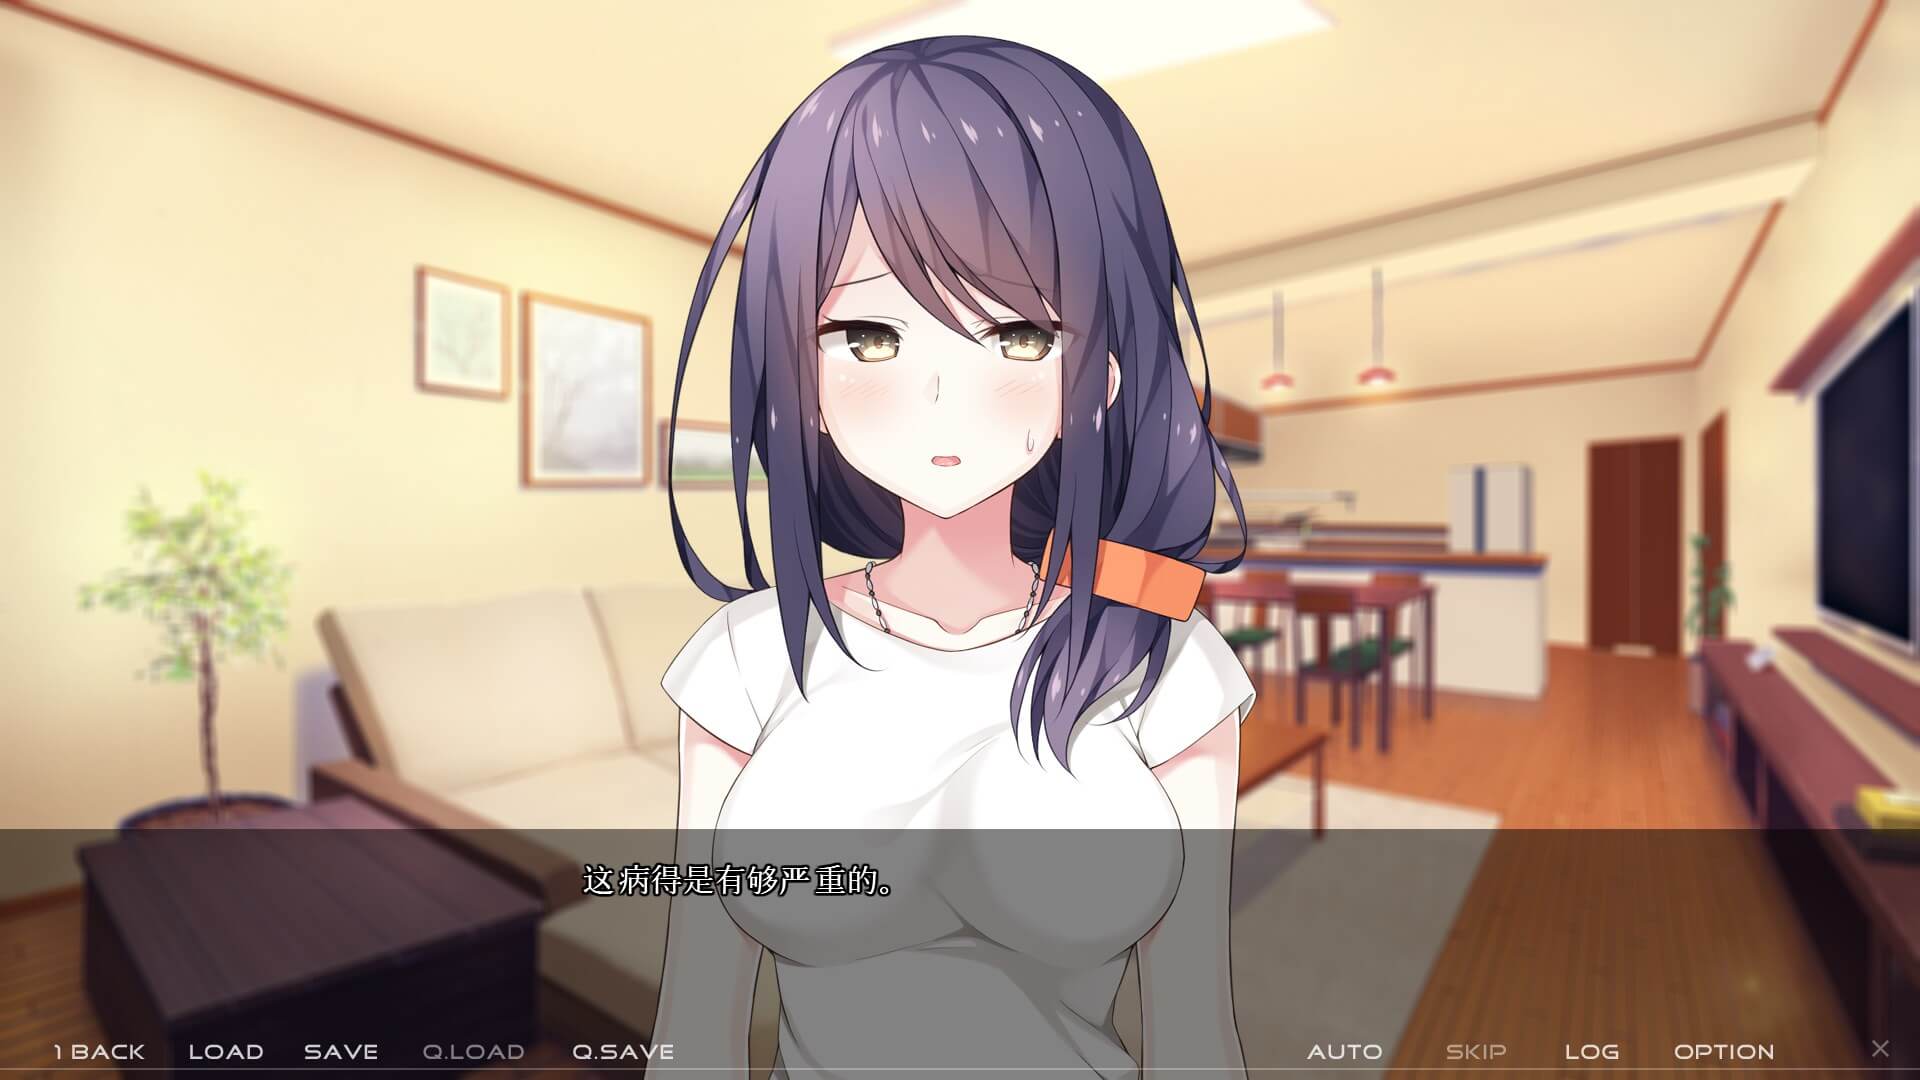 这病得是有够严重的。
1 BACK LOAD SAVE Q.LOAD Q.SAVE AUTO SKIP LOG OPTION ×